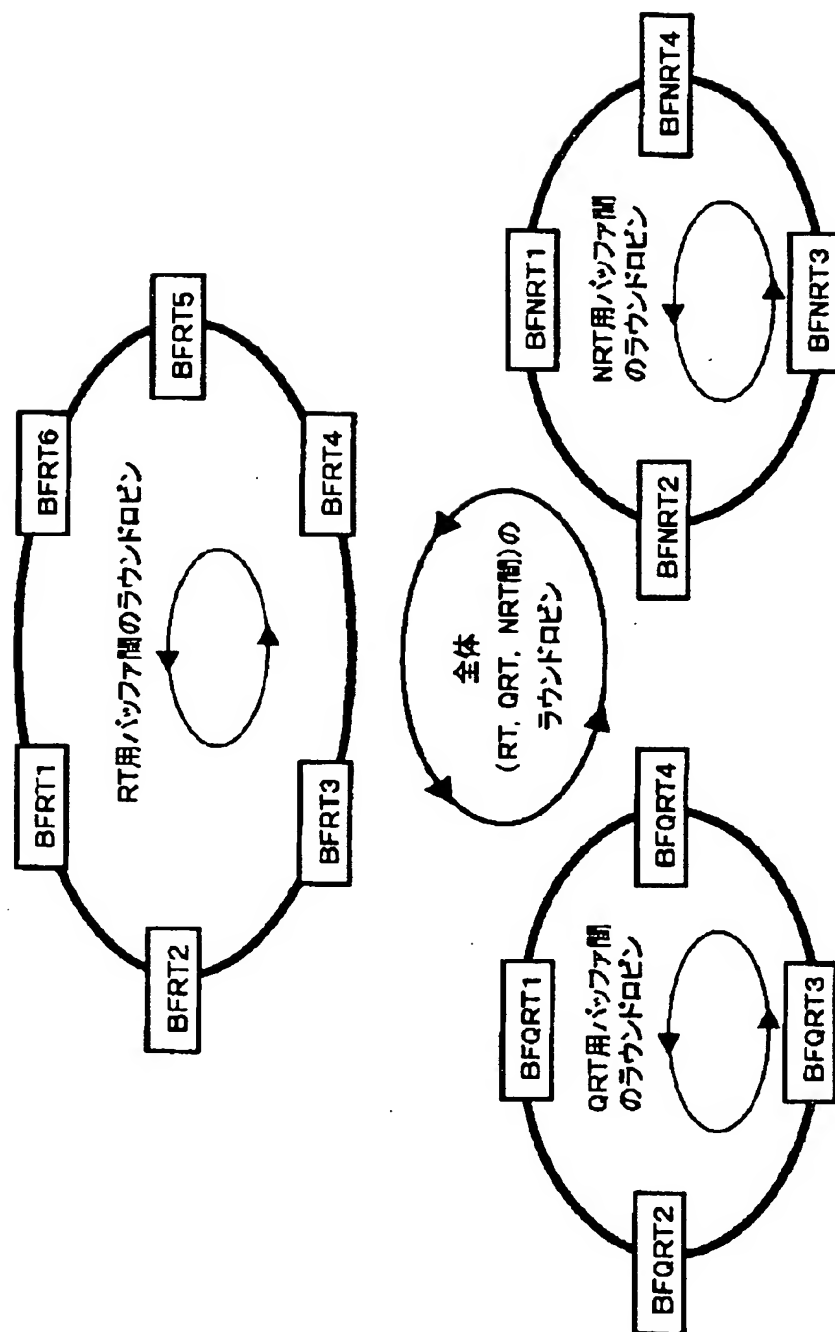 BFRT1
BFRT6
BFRT2
RT用バッファ間のラウンドロビン
BFRT5
BFRT3
BFRT4
全体
(RT, QRT, NRT間)の
ラウンドロビン
BFQRT1
BFQRT2
QRT用バッファ間
のラウンドロビン
BFQRT4
BFQRT3
BFNRT1
BFNRT2
NRT用バッファ間
のラウンドロビン
BFNRT4
BFNRT3